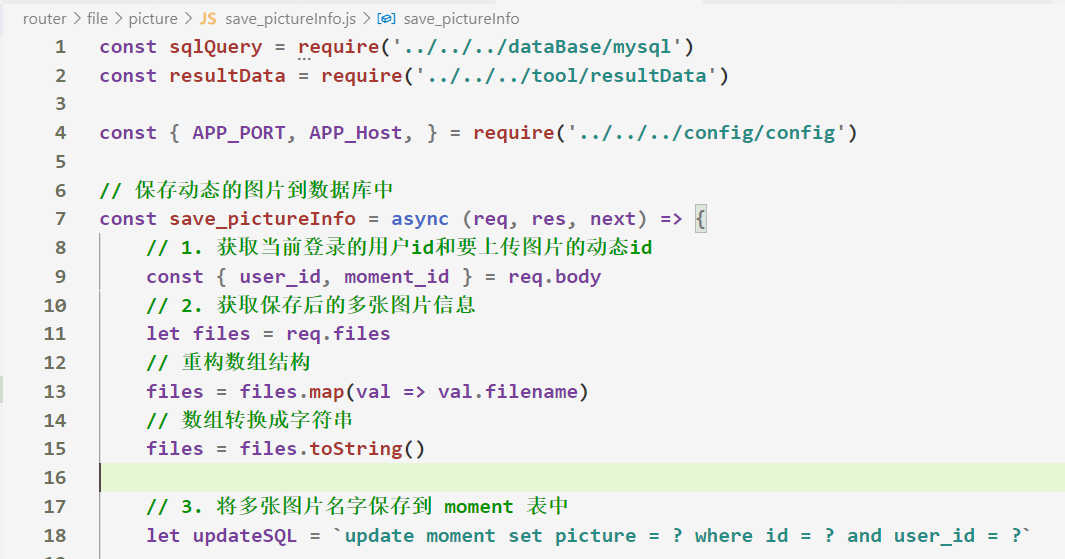 router > file > picture > JS save_pictureInfo.js > save_pictureInfo
1 const sqlQuery = require('../../../dataBase/mysql')
2 const resultData = require('../../../tool/resultData')
3
4 const { APP_PORT, APP_Host, } = require('../../../config/config')
5
6 // 保存动态的图片到数据库中
7 const save_pictureInfo = async (req, res, next) => {
8 // 1. 获取当前登录的用户id和要上传图片的动态id
9 const { user_id, moment_id } = req.body
10 // 2. 获取保存后的多张图片信息
11 let files = req.files
12 // 重构数组结构
13 files = files.map(val => val.filename)
14 // 数组转换成字符串
15 files = files.toString()
16
17 // 3. 将多张图片名字保存到 moment 表中
18 let updateSQL = `update moment set picture = ? where id = ? and user_id = ?`